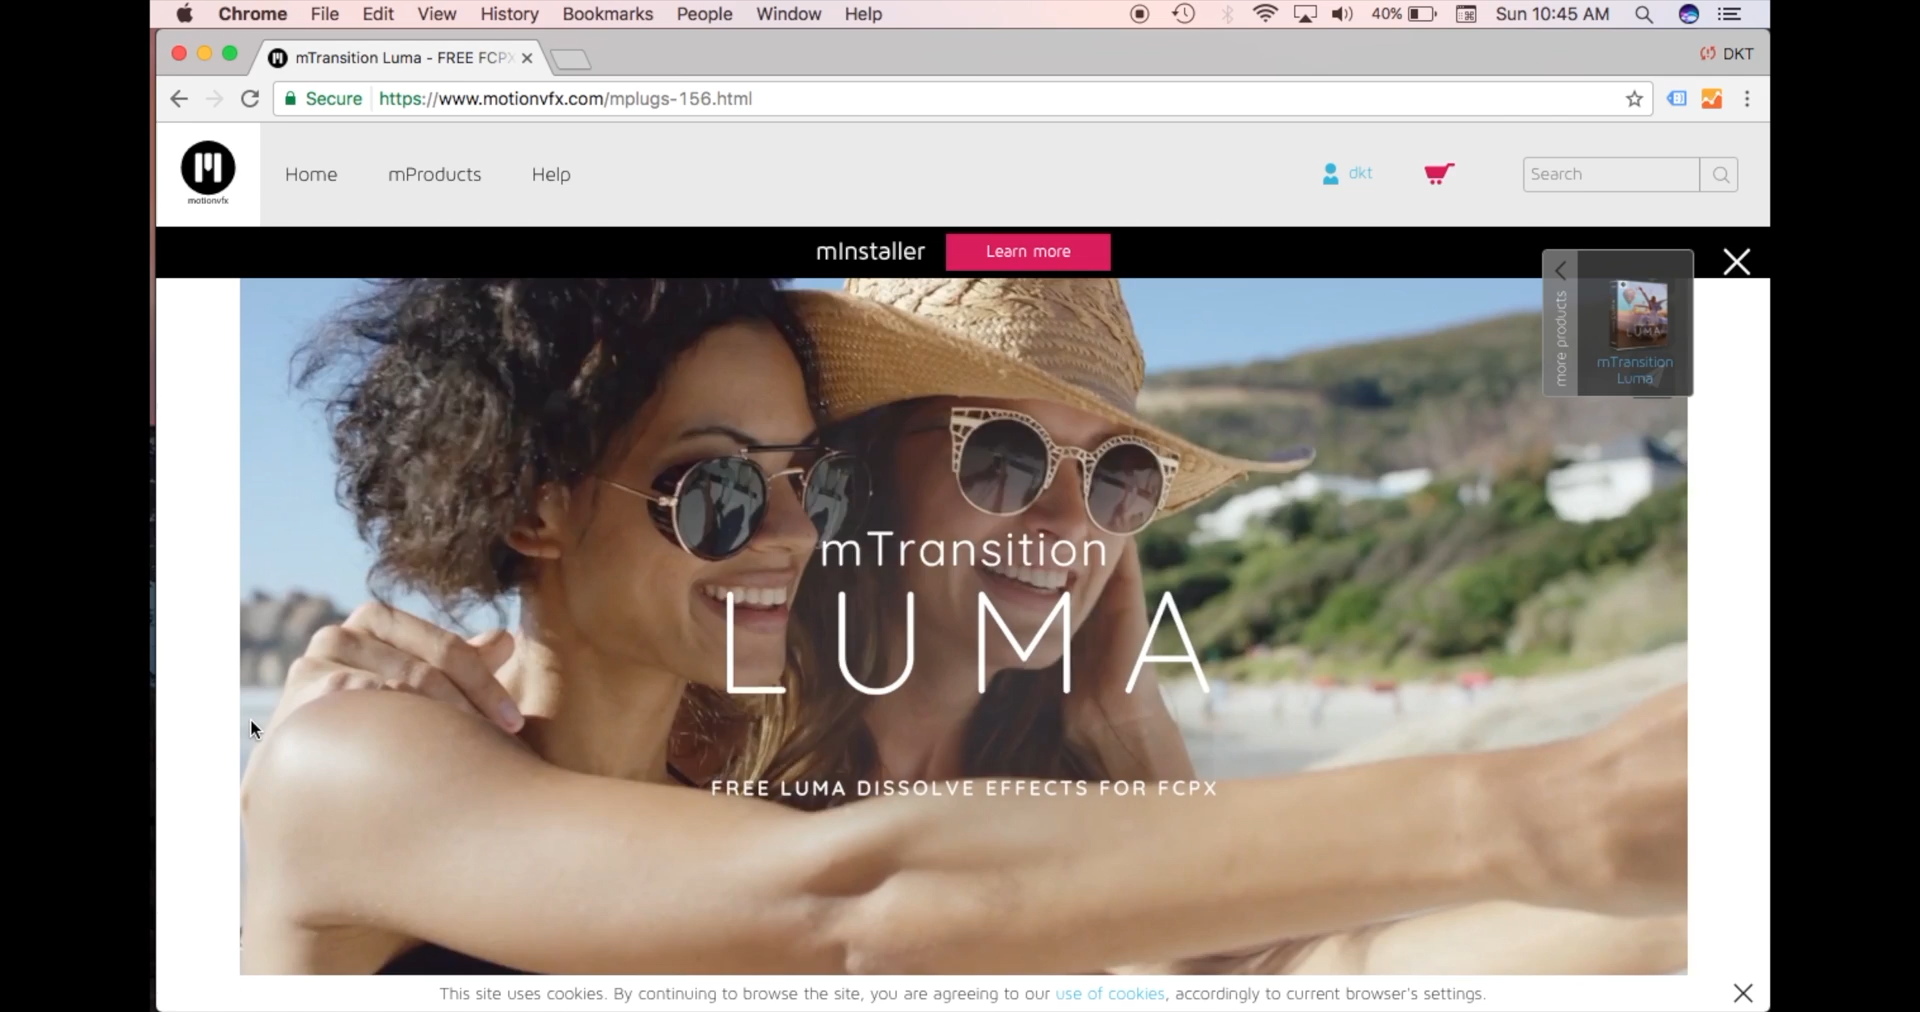 Chrome File Edit View History Bookmarks People Window Help 40% Sun 10:45 AM
mTransition Luma - FREE FCPX DKT
Secure https://www.motionvfx.com/mplugs-156.html
motionvfx
Home mProducts Help dkt Search
mInstaller Learn more
more products
LUMA
mTransition
Luma
mTransition
LUMA
FREE LUMA DISSOLVE EFFECTS FOR FCPX
This site uses cookies. By continuing to browse the site, you are agreeing to our use of cookies, accordingly to current browser's settings.